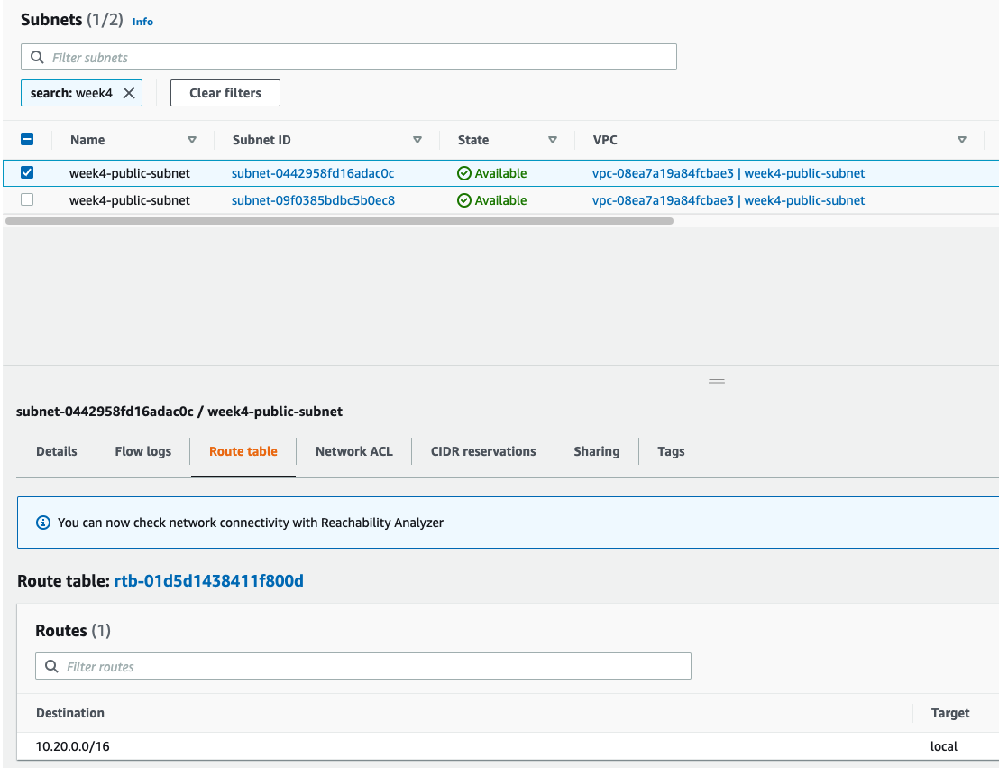 Subnets (1/2) Info
Filter subnets
search: week4 Clear filters
Name Subnet ID State VPC
week4-public-subnet subnet-0442958fd16adac0c Available vpc-08ea7a19a84fcbae3 | week4-public-subnet
week4-public-subnet subnet-09f0385bdbc5b0ec8 Available vpc-08ea7a19a84fcbae3 | week4-public-subnet
subnet-0442958fd16adac0c / week4-public-subnet
Details Flow logs Route table Network ACL CIDR reservations Sharing Tags
You can now check network connectivity with Reachability Analyzer
Route table: rtb-01d5d1438411f800d
Routes (1)
Filter routes
Destination Target
10.20.0.0/16 local